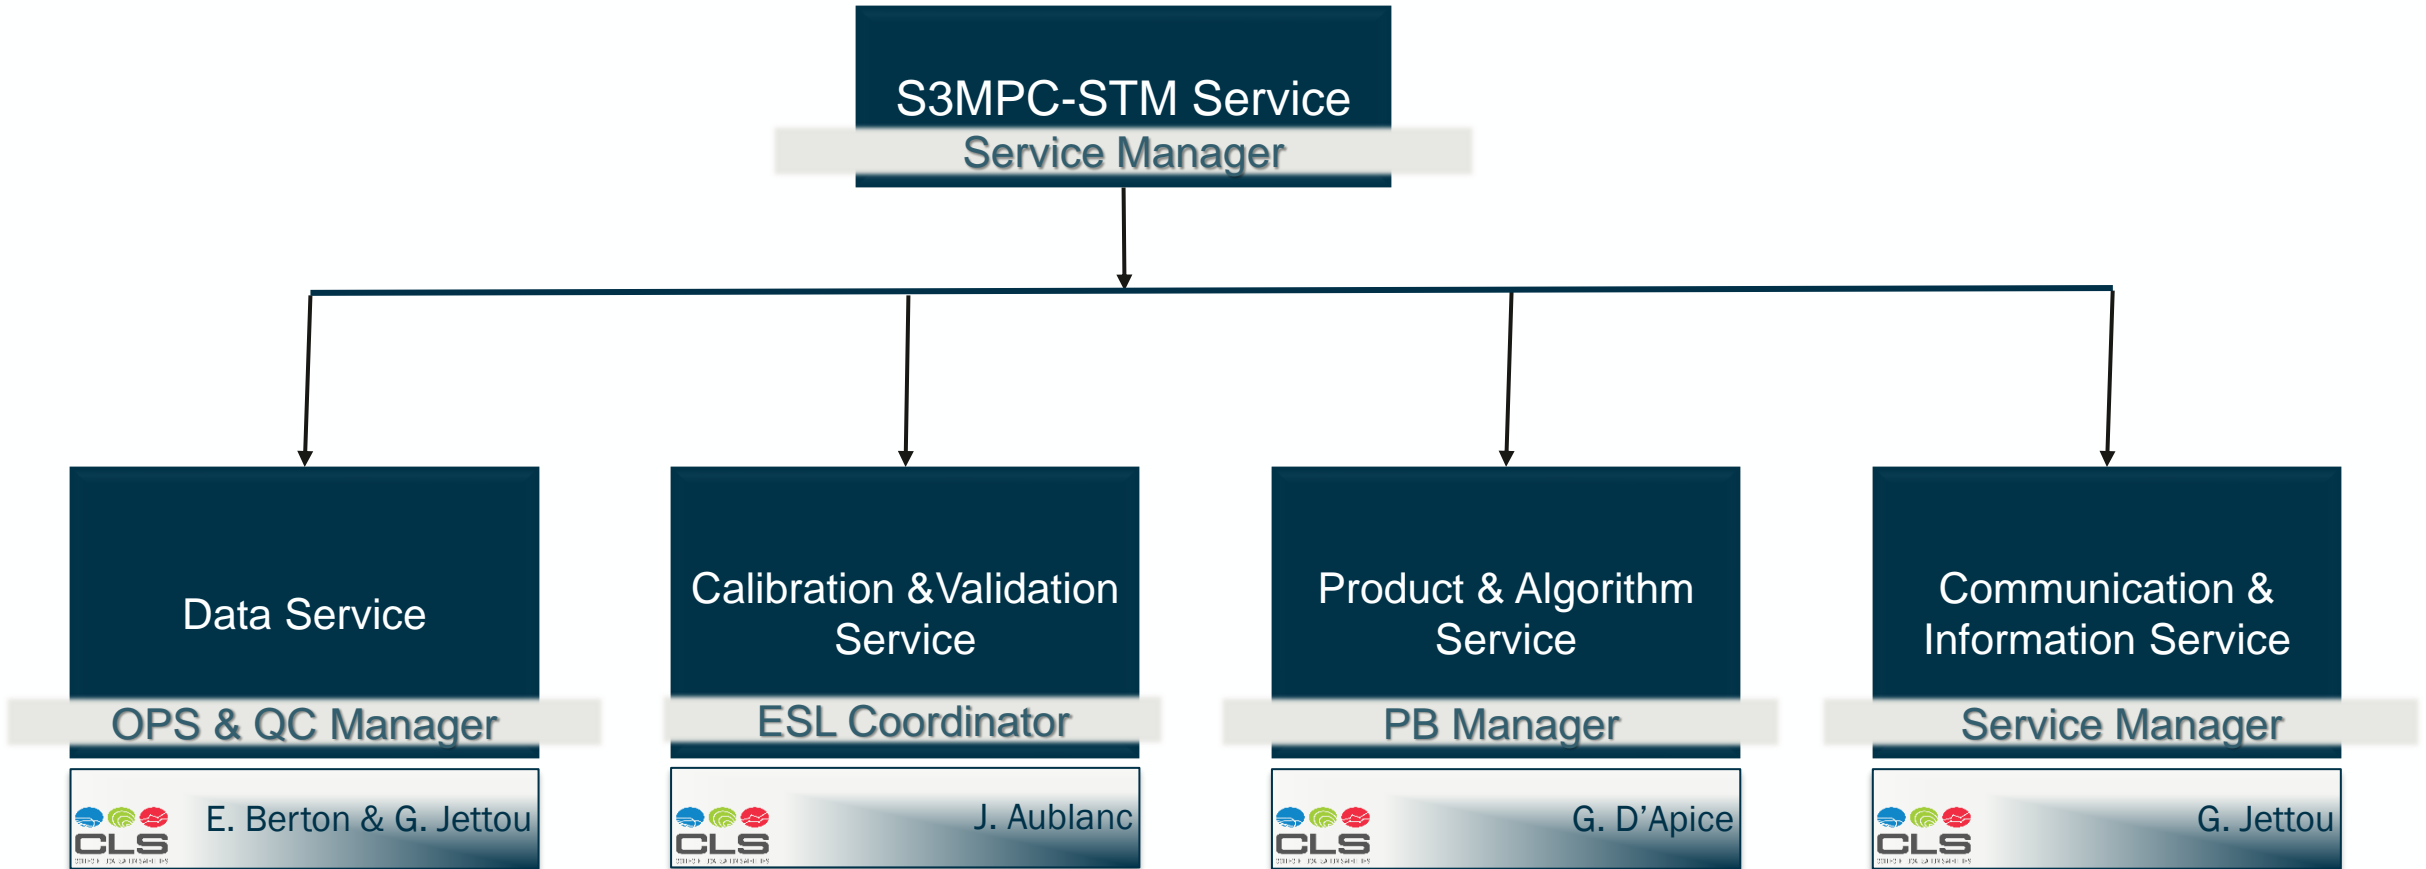 S3MPC-STM Service
Service Manager
Data Service
OPS & QC Manager
E. Berton & G. Jettou
CLS
Calibration &Validation
Service
ESL Coordinator
J. Aublanc
CLS
Product & Algorithm
Service
PB Manager
G. D’Apice
CLS
Communication &
Information Service
Service Manager
G. Jettou
CLS